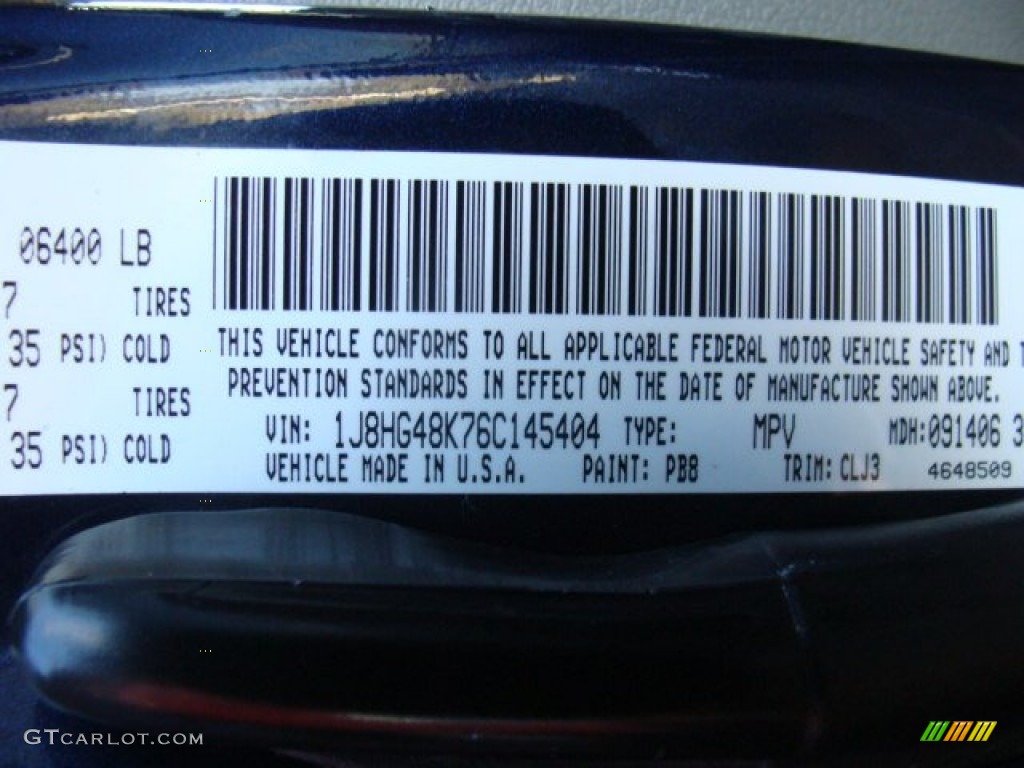 06400 LB
7 TIRES
35 PSI) COLD
7 TIRES
35 PSI) COLD
THIS VEHICLE CONFORMS TO ALL APPLICABLE FEDERAL MOTOR VEHICLE SAFETY AND T
PREVENTION STANDARDS IN EFFECT ON THE DATE OF MANUFACTURE SHOWN ABOVE.
VIN: 1J8HG48K76C145404 TYPE: MPV MDH:091406 3
VEHICLE MADE IN U.S.A. PAINT: PB8 TRIM: CLJ3 4648509
GTCARLOT.COM